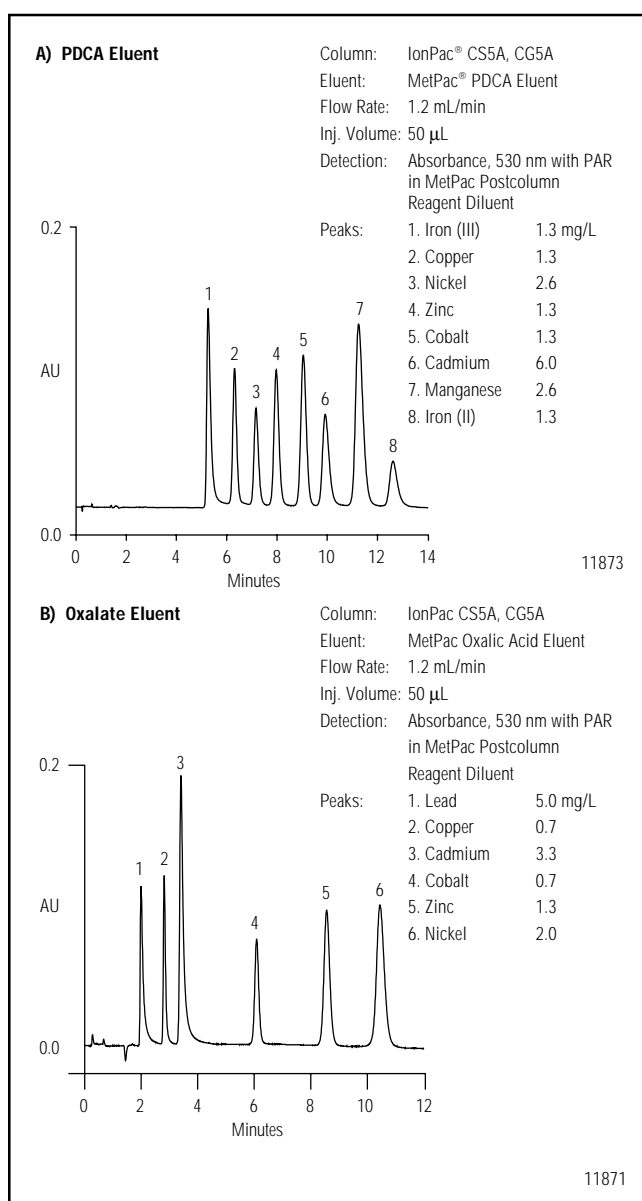 A) PDCA Eluent
Column: IonPac® CS5A, CG5A
Eluent: MetPac® PDCA Eluent
Flow Rate: 1.2 mL/min
Inj. Volume: 50 μL
Detection: Absorbance, 530 nm with PAR
in MetPac Postcolumn
Reagent Diluent
Peaks: 1. Iron (III) 1.3 mg/L
2. Copper 1.3
3. Nickel 2.6
4. Zinc 1.3
5. Cobalt 1.3
6. Cadmium 6.0
7. Manganese 2.6
8. Iron (II) 1.3
0.2
AU
0.0
1 2 3 4 5 6 7 8
0 2 4 6 8 10 12 14
Minutes
11873
B) Oxalate Eluent
Column: IonPac CS5A, CG5A
Eluent: MetPac Oxalic Acid Eluent
Flow Rate: 1.2 mL/min
Inj. Volume: 50 μL
Detection: Absorbance, 530 nm with PAR
in MetPac Postcolumn
Reagent Diluent
Peaks: 1. Lead 5.0 mg/L
2. Copper 0.7
3. Cadmium 3.3
4. Cobalt 0.7
5. Zinc 1.3
6. Nickel 2.0
0.2
AU
0.0
1 2 3 4 5 6
0 2 4 6 8 10 12
Minutes
11871